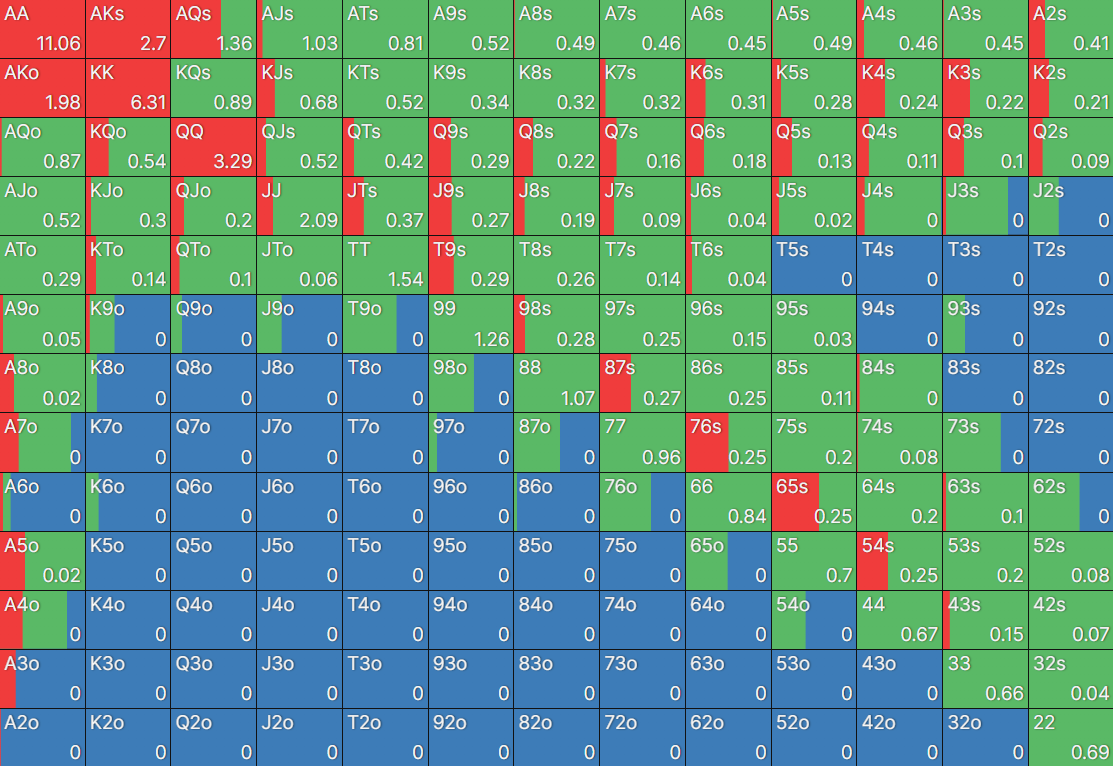 AA AKs AQs AJs ATs A9s A8s A7s A6s A5s A4s A3s A2s
11.06 2.7 1.36 1.03 0.81 0.52 0.49 0.46 0.45 0.49 0.46 0.45 0.41
AKo KK KQs KJs KTs K9s K8s K7s K6s K5s K4s K3s K2s
1.98 6.31 0.89 0.68 0.52 0.34 0.32 0.32 0.31 0.28 0.24 0.22 0.21
AQo KQo QQ QJs QTs Q9s Q8s Q7s Q6s Q5s Q4s Q3s Q2s
0.87 0.54 3.29 0.52 0.42 0.29 0.22 0.16 0.18 0.13 0.11 0.1 0.09
AJo KJo QJo JJ JTs J9s J8s J7s J6s J5s J4s J3s J2s
0.52 0.3 0.2 2.09 0.37 0.27 0.19 0.09 0.04 0.02 0 0 0
ATo KTo QTo JTo TT T9s T8s T7s T6s T5s T4s T3s T2s
0.29 0.14 0.1 0.06 1.54 0.29 0.26 0.14 0.04 0 0 0 0
A9o K9o Q9o J9o T9o 99 98s 97s 96s 95s 94s 93s 92s
0.05 0 0 0 0 1.26 0.28 0.25 0.15 0.03 0 0 0
A8o K8o Q8o J8o T8o 98o 88 87s 86s 85s 84s 83s 82s
0.02 0 0 0 0 0 1.07 0.27 0.25 0.11 0 0 0
A7o K7o Q7o J7o T7o 97o 87o 77 76s 75s 74s 73s 72s
0 0 0 0 0 0 0 0.96 0.25 0.2 0.08 0 0
A6o K6o Q6o J6o T6o 96o 86o 76o 66 65s 64s 63s 62s
0 0 0 0 0 0 0 0 0.84 0.25 0.2 0.1 0
A5o K5o Q5o J5o T5o 95o 85o 75o 65o 55 54s 53s 52s
0.02 0 0 0 0 0 0 0 0 0.7 0.25 0.2 0.08
A4o K4o Q4o J4o T4o 94o 84o 74o 64o 54o 44 43s 42s
0 0 0 0 0 0 0 0 0 0 0.67 0.15 0.07
A3o K3o Q3o J3o T3o 93o 83o 73o 63o 53o 43o 33 32s
0 0 0 0 0 0 0 0 0 0 0 0.66 0.04
A2o K2o Q2o J2o T2o 92o 82o 72o 62o 52o 42o 32o 22
0 0 0 0 0 0 0 0 0 0 0 0 0.69